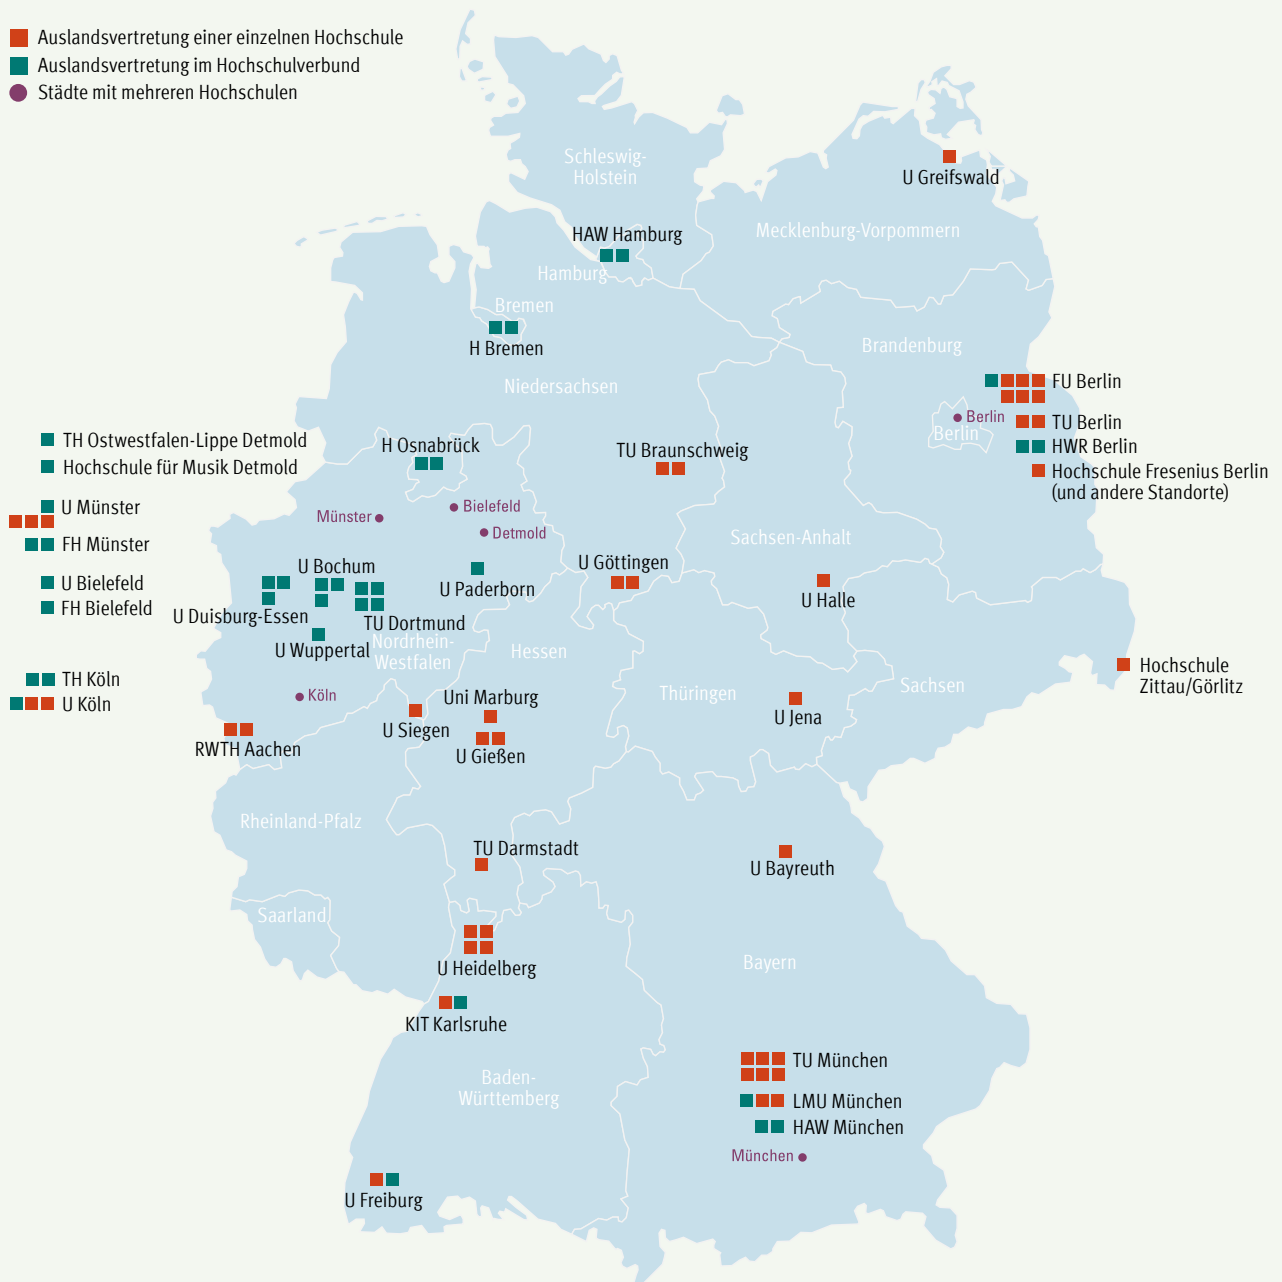 Auslandsvertretung einer einzelnen Hochschule
Auslandsvertretung im Hochschulverbund
Städte mit mehreren Hochschulen
Schleswig-
Holstein
U Greifswald
Mecklenburg-Vorpommern
HAW Hamburg
Hamburg
Bremen
H Bremen
Brandenburg
Niedersachsen
FU Berlin
Berlin
TU Berlin
Berlin
HWR Berlin
Hochschule Fresenius Berlin
(und andere Standorte)
TH Ostwestfalen-Lippe Detmold
Hochschule für Musik Detmold
H Osnabrück
TU Braunschweig
U Münster
FH Münster
Münster
Bielefeld
Detmold
Sachsen-Anhalt
U Bielefeld
FH Bielefeld
U Bochum
U Duisburg-Essen
TU Dortmund
U Paderborn
U Göttingen
U Halle
U Wuppertal
Nordrhein-
Westfalen
Hessen
Thüringen
Sachsen
Hochschule
Zittau/Görlitz
TH Köln
U Köln
Köln
Uni Marburg
U Siegen
U Jena
RWTH Aachen
U Gießen
Rheinland-Pfalz
TU Darmstadt
U Bayreuth
Saarland
U Heidelberg
Bayern
KIT Karlsruhe
Baden-
Württemberg
TU München
LMU München
HAW München
München
U Freiburg